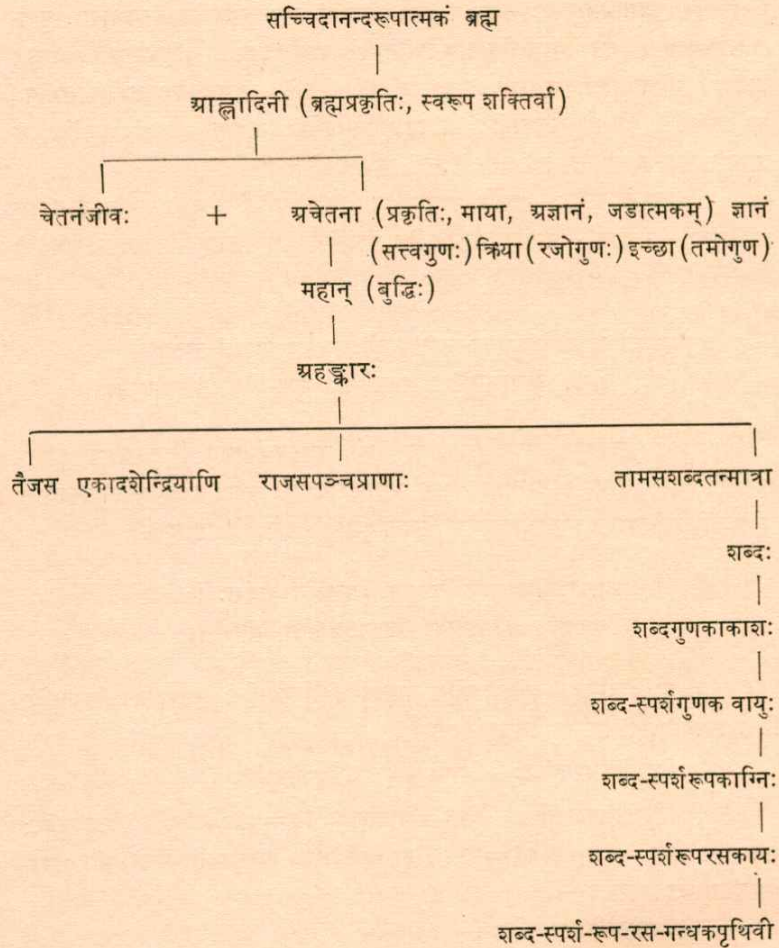 सच्चिदानन्दरूपात्मकं ब्रह्म
आह्लादिनी (ब्रह्मप्रकृतिः, स्वरूप शक्तिर्वा)
चेतनंजीवः + अचेतना (प्रकृतिः, माया, अज्ञानं, जडात्मकम्) ज्ञानं
(सत्त्वगुणः) क्रिया (रजोगुणः) इच्छा (तमोगुण)
महान् (बुद्धिः)
अहङ्कारः
तैजस एकादशेन्द्रियाणि राजसपञ्चप्राणाः तामसशब्दतन्मात्रा
शब्दः
शब्दगुणकाकाशः
शब्द-स्पर्शगुणक वायुः
शब्द-स्पर्शरूपकाग्निः
शब्द-स्पर्शरूपरसकायः
शब्द-स्पर्श-रूप-रस-गन्धकपृथिवी